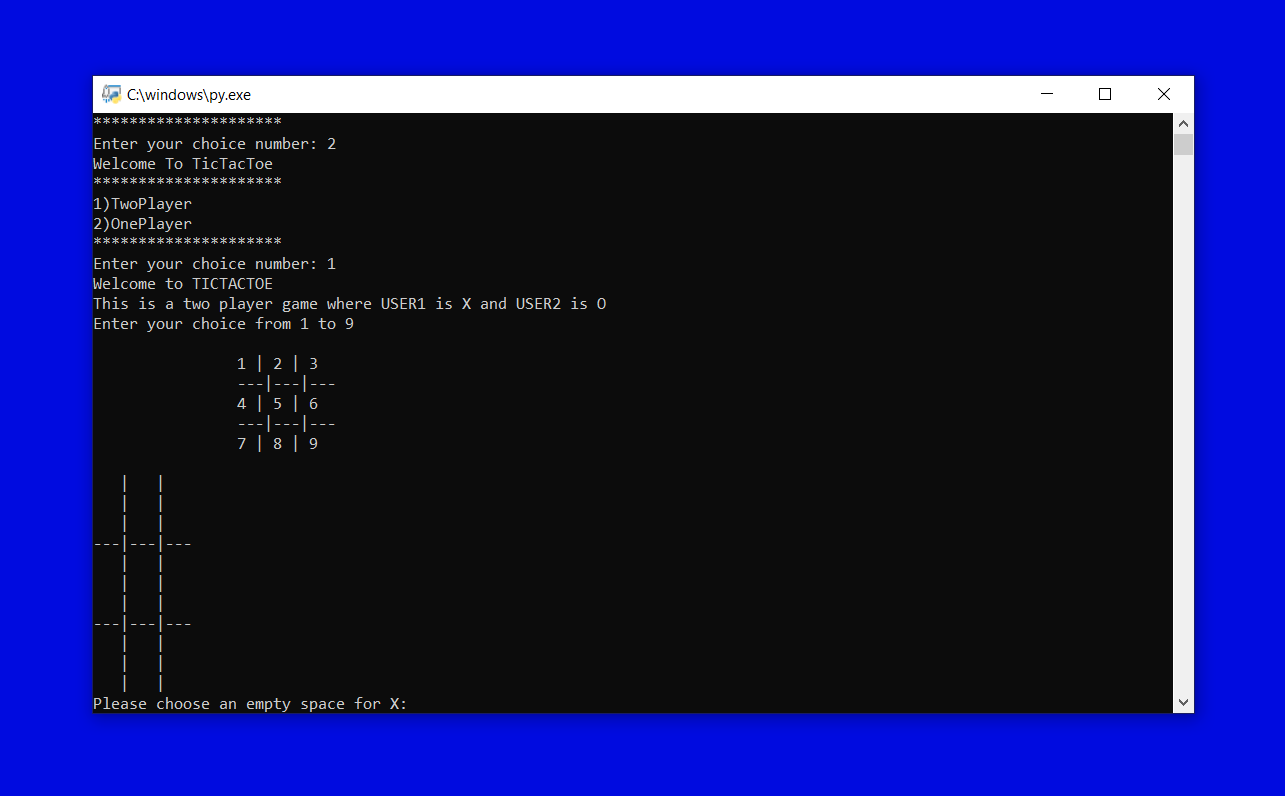 C:\windows\py.exe
*********************
Enter your choice number: 2
Welcome To TicTacToe
*********************
1)TwoPlayer
2)OnePlayer
*********************
Enter your choice number: 1
Welcome to TICTACTOE
This is a two player game where USER1 is X and USER2 is O
Enter your choice from 1 to 9

                1 | 2 | 3
                ---|---|---
                4 | 5 | 6
                ---|---|---
                7 | 8 | 9

   |   |
   |   |
   |   |
---|---|---
   |   |
   |   |
   |   |
---|---|---
   |   |
   |   |
   |   |
Please choose an empty space for X: